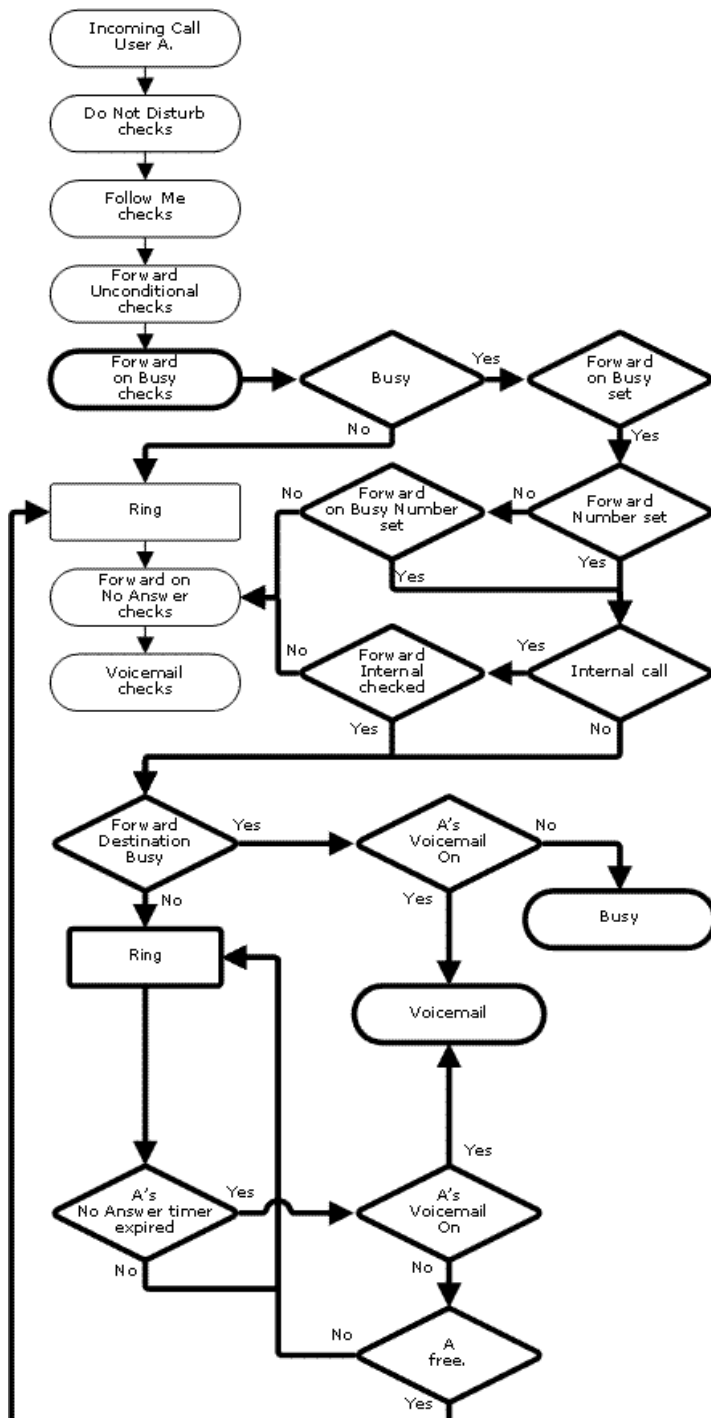 Incoming Call
User A.
Do Not Disturb
checks
Follow Me
checks
Forward
Unconditional
checks
Forward
on Busy
checks
Busy
Yes
Forward
on Busy
set
No
Yes
Ring
No
Forward
on Busy Number
set
No
Forward
Number set
Yes
Yes
Forward on
No Answer
checks
Voicemail
checks
No
Forward
Internal
checked
Yes
Internal call
Yes
No
Forward
Destination
Busy
Yes
A's
Voicemail
On
No
No
Yes
Busy
Ring
Voicemail
Yes
A's
No Answer timer
expired
Yes
A's
Voicemail
On
No
No
No
A
free.
Yes